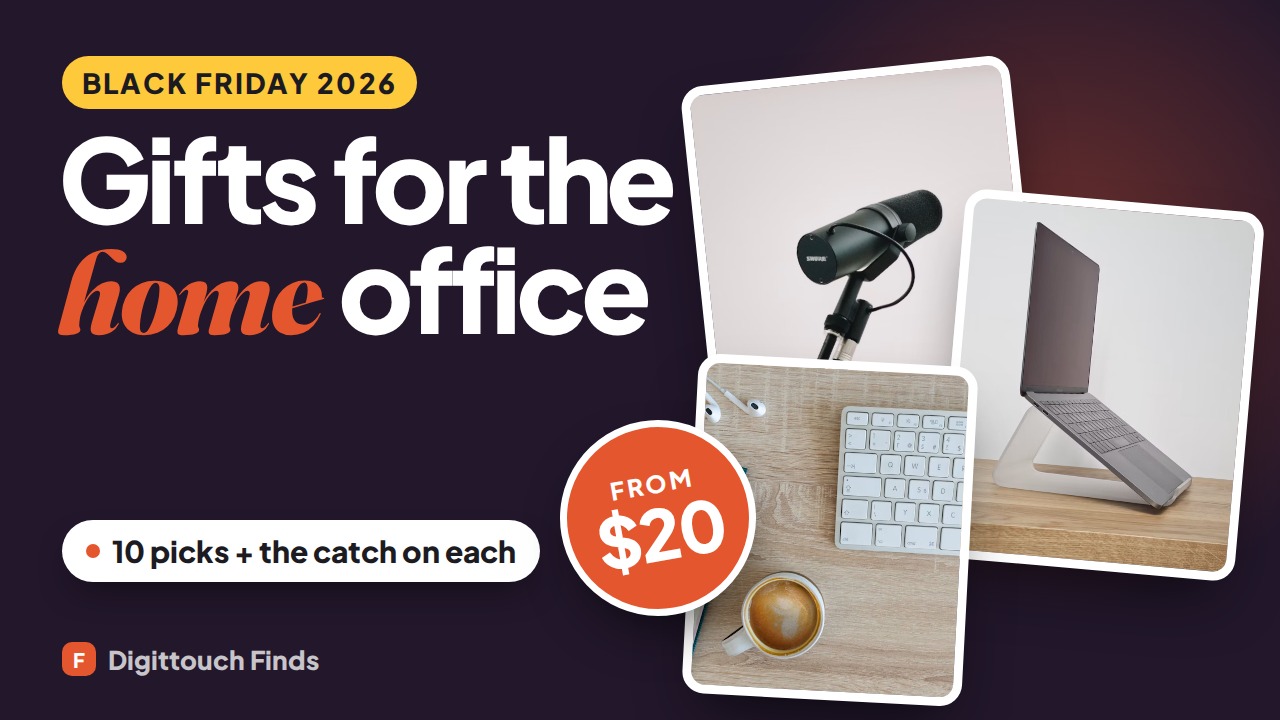 BLACK FRIDAY 2026
Gifts for the
home office
10 picks + the catch on each
FROM
$20
F Digittouch Finds